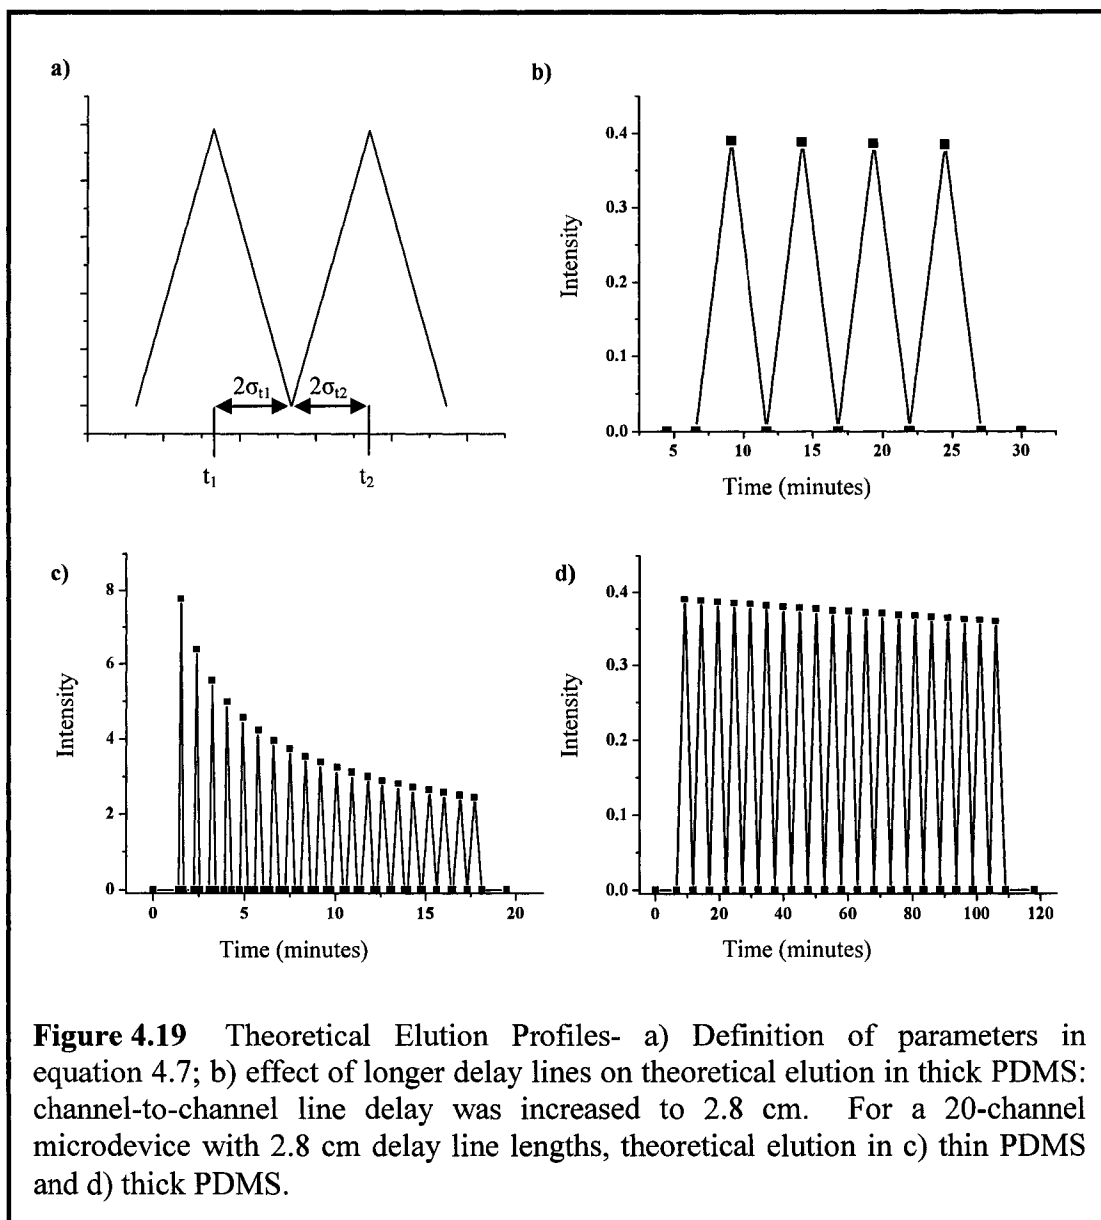 a)
2σt1
2σt2
t1
t2
b)
Intensity
0.4
0.3
0.2
0.1
0.0
5
10
15
20
25
30
Time (minutes)
c)
Intensity
8
6
4
2
0
0
5
10
15
20
Time (minutes)
d)
Intensity
0.4
0.3
0.2
0.1
0.0
0
20
40
60
80
100
120
Time (minutes)
Figure 4.19 Theoretical Elution Profiles- a) Definition of parameters in
equation 4.7; b) effect of longer delay lines on theoretical elution in thick PDMS:
channel-to-channel line delay was increased to 2.8 cm. For a 20-channel
microdevice with 2.8 cm delay line lengths, theoretical elution in c) thin PDMS
and d) thick PDMS.